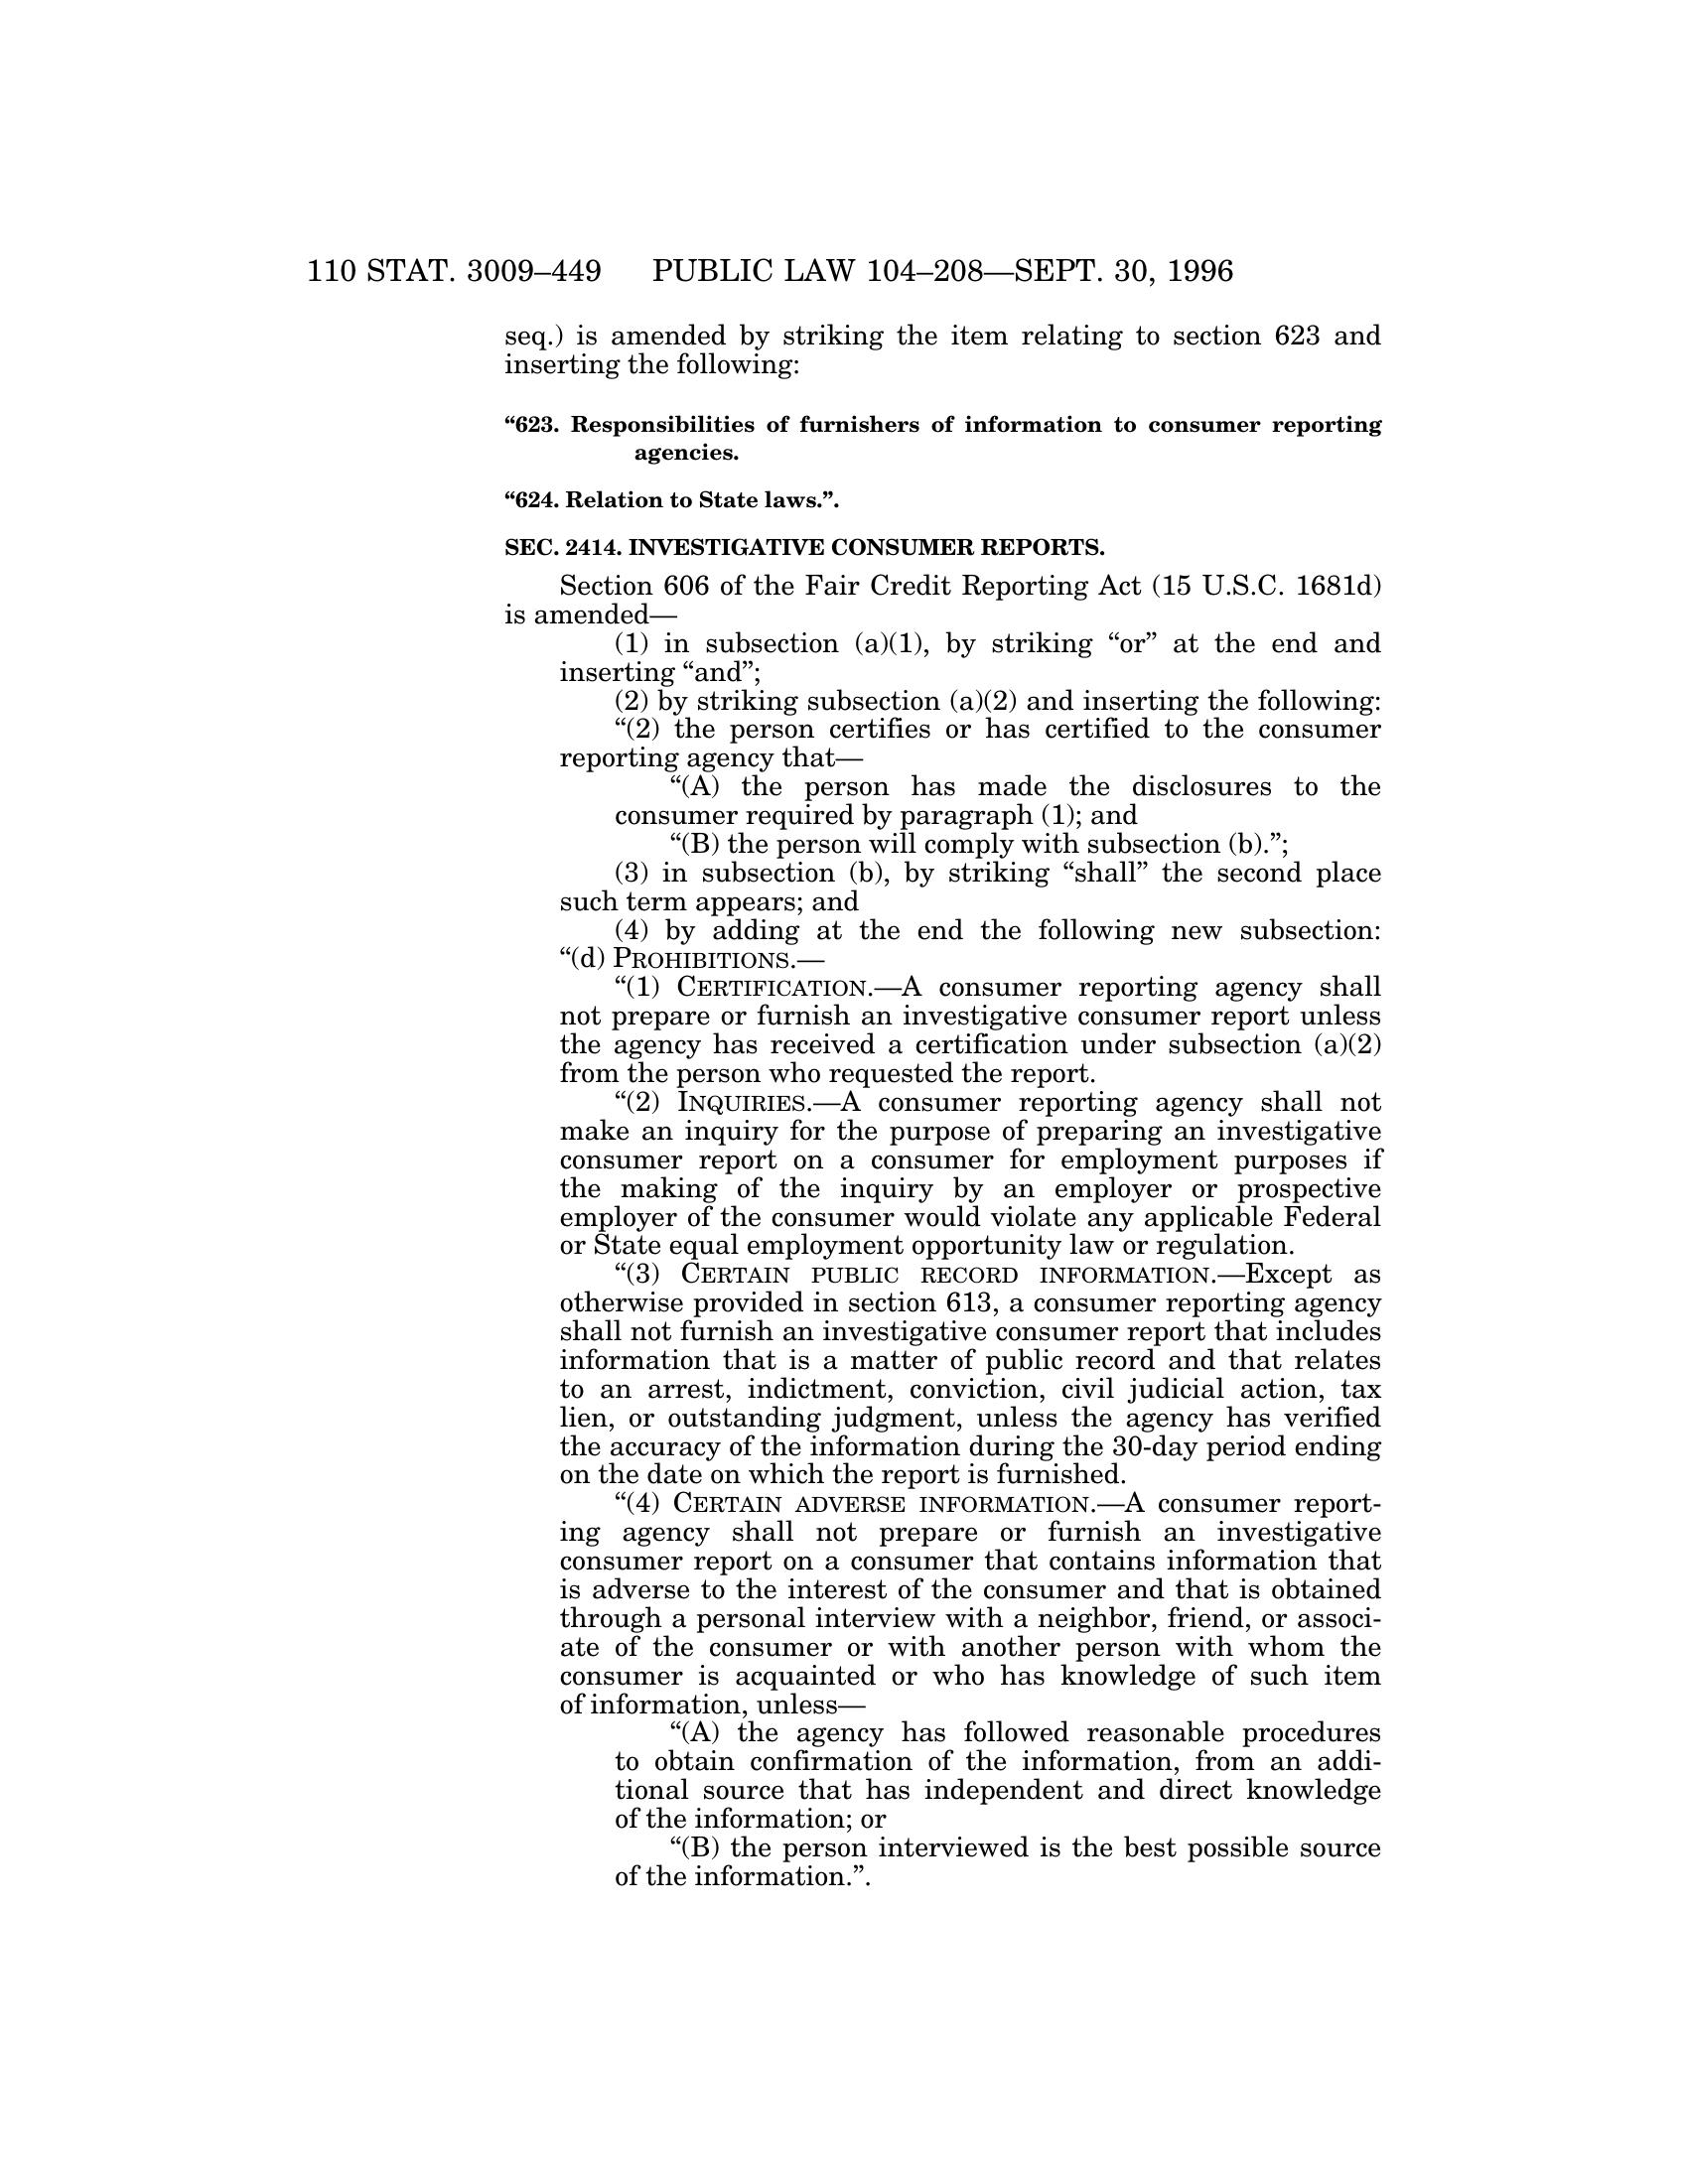 110 STAT. 3009–449 PUBLIC LAW 104–208—SEPT. 30, 1996
seq.) is amended by striking the item relating to section 623 and
inserting the following:
“623. Responsibilities of furnishers of information to consumer reporting
agencies.
“624. Relation to State laws.”.
SEC. 2414. INVESTIGATIVE CONSUMER REPORTS.
Section 606 of the Fair Credit Reporting Act (15 U.S.C. 1681d)
is amended—
(1) in subsection (a)(1), by striking “or” at the end and
inserting “and”;
(2) by striking subsection (a)(2) and inserting the following:
“(2) the person certifies or has certified to the consumer
reporting agency that—
“(A) the person has made the disclosures to the
consumer required by paragraph (1); and
“(B) the person will comply with subsection (b).”;
(3) in subsection (b), by striking “shall” the second place
such term appears; and
(4) by adding at the end the following new subsection:
“(d) PROHIBITIONS.—
“(1) CERTIFICATION.—A consumer reporting agency shall
not prepare or furnish an investigative consumer report unless
the agency has received a certification under subsection (a)(2)
from the person who requested the report.
“(2) INQUIRIES.—A consumer reporting agency shall not
make an inquiry for the purpose of preparing an investigative
consumer report on a consumer for employment purposes if
the making of the inquiry by an employer or prospective
employer of the consumer would violate any applicable Federal
or State equal employment opportunity law or regulation.
“(3) CERTAIN PUBLIC RECORD INFORMATION.—Except as
otherwise provided in section 613, a consumer reporting agency
shall not furnish an investigative consumer report that includes
information that is a matter of public record and that relates
to an arrest, indictment, conviction, civil judicial action, tax
lien, or outstanding judgment, unless the agency has verified
the accuracy of the information during the 30-day period ending
on the date on which the report is furnished.
“(4) CERTAIN ADVERSE INFORMATION.—A consumer report-
ing agency shall not prepare or furnish an investigative
consumer report on a consumer that contains information that
is adverse to the interest of the consumer and that is obtained
through a personal interview with a neighbor, friend, or associ-
ate of the consumer or with another person with whom the
consumer is acquainted or who has knowledge of such item
of information, unless—
“(A) the agency has followed reasonable procedures
to obtain confirmation of the information, from an addi-
tional source that has independent and direct knowledge
of the information; or
“(B) the person interviewed is the best possible source
of the information.”.